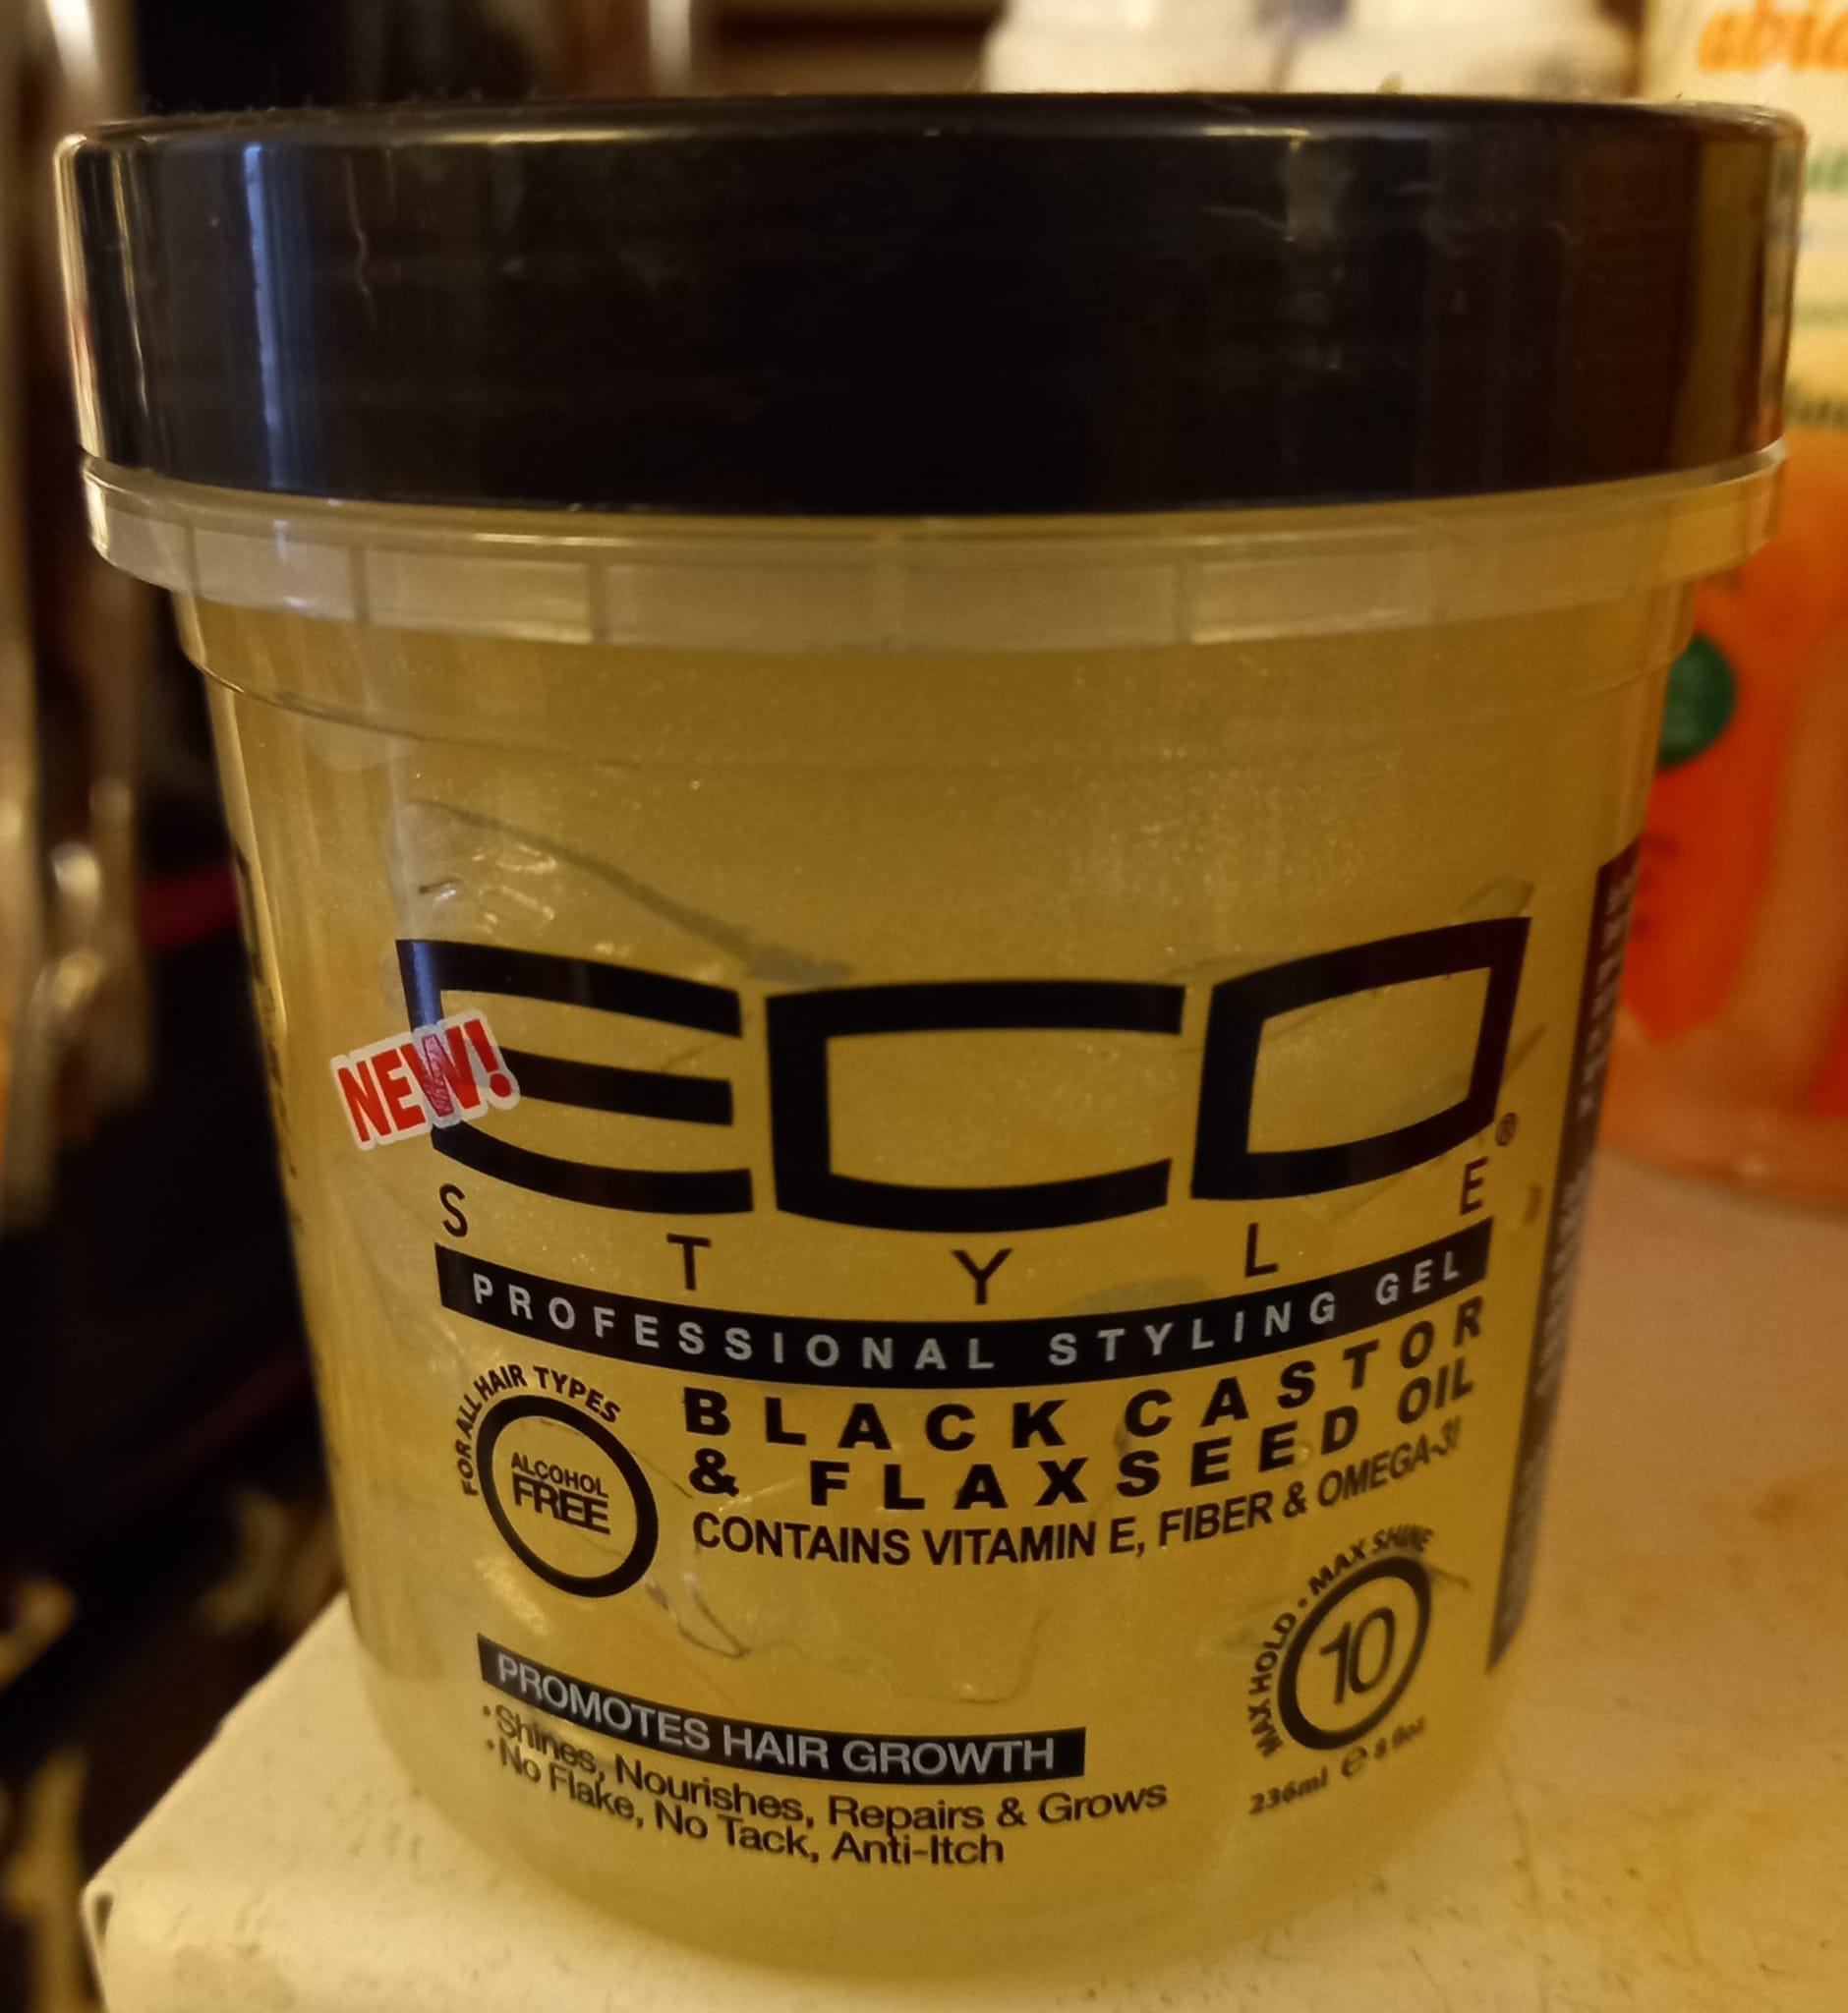 NEW!
ECO®
STYLE
PROFESSIONAL STYLING GEL
FOR ALL HAIR TYPES
ALCOHOL
FREE
BLACK CASTOR
& FLAXSEED OIL
CONTAINS VITAMIN E, FIBER & OMEGA-3!
MAX HOLD • MAX SHINE
10
PROMOTES HAIR GROWTH
• Shines, Nourishes, Repairs & Grows
• No Flake, No Tack, Anti-Itch
236ml e 8 floz